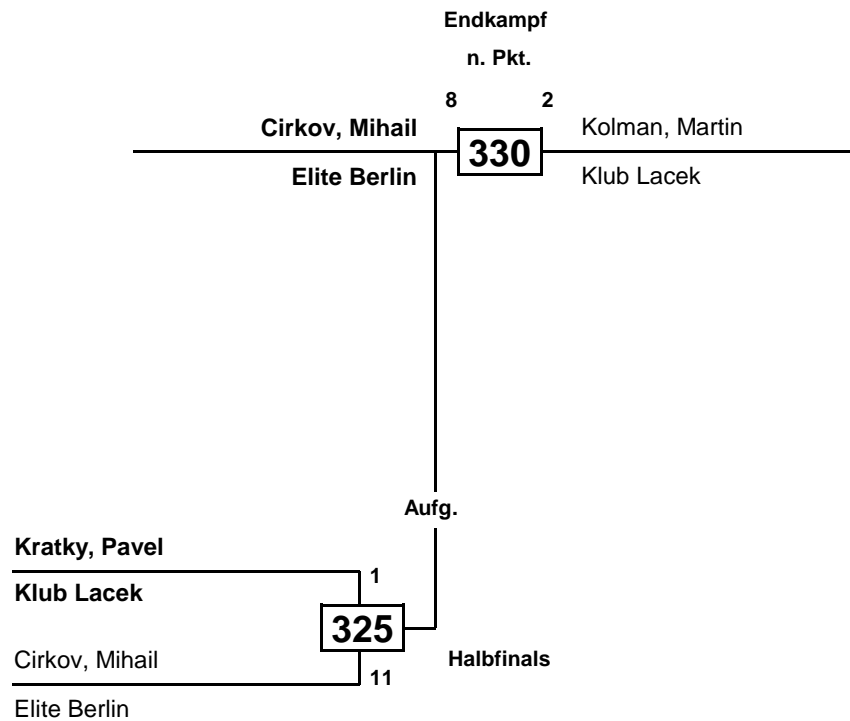 Endkampf
n. Pkt.
8 2
Cirkov, Mihail 330 Kolman, Martin
Elite Berlin Klub Lacek
Aufg.
Kratky, Pavel
1
Klub Lacek
325
Cirkov, Mihail Halbfinals
11
Elite Berlin